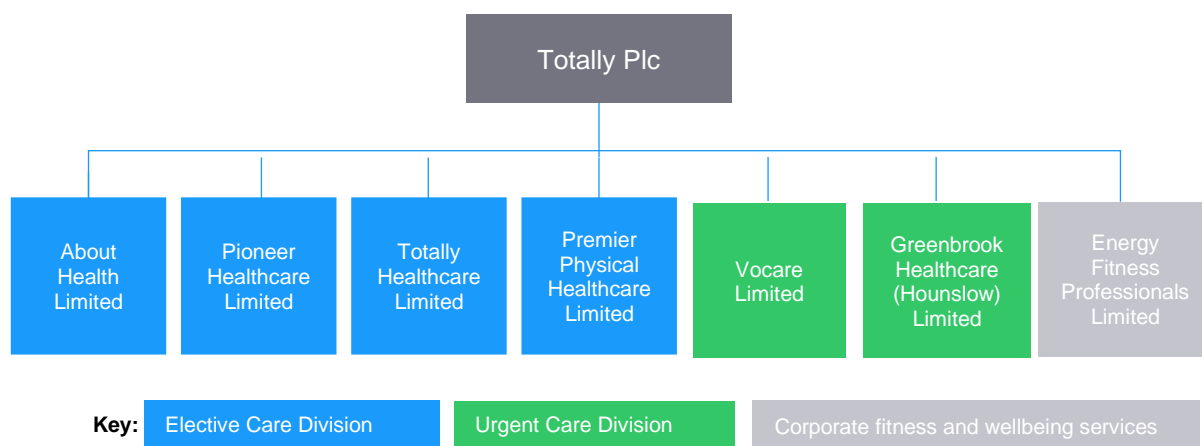 Totally Plc
About
Health
Limited
Pioneer
Healthcare
Limited
Totally
Healthcare
Limited
Premier
Physical
Healthcare
Limited
Vocare
Limited
Greenbrook
Healthcare
(Hounslow)
Limited
Energy
Fitness
Professionals
Limited
Key: Elective Care Division Urgent Care Division Corporate fitness and wellbeing services